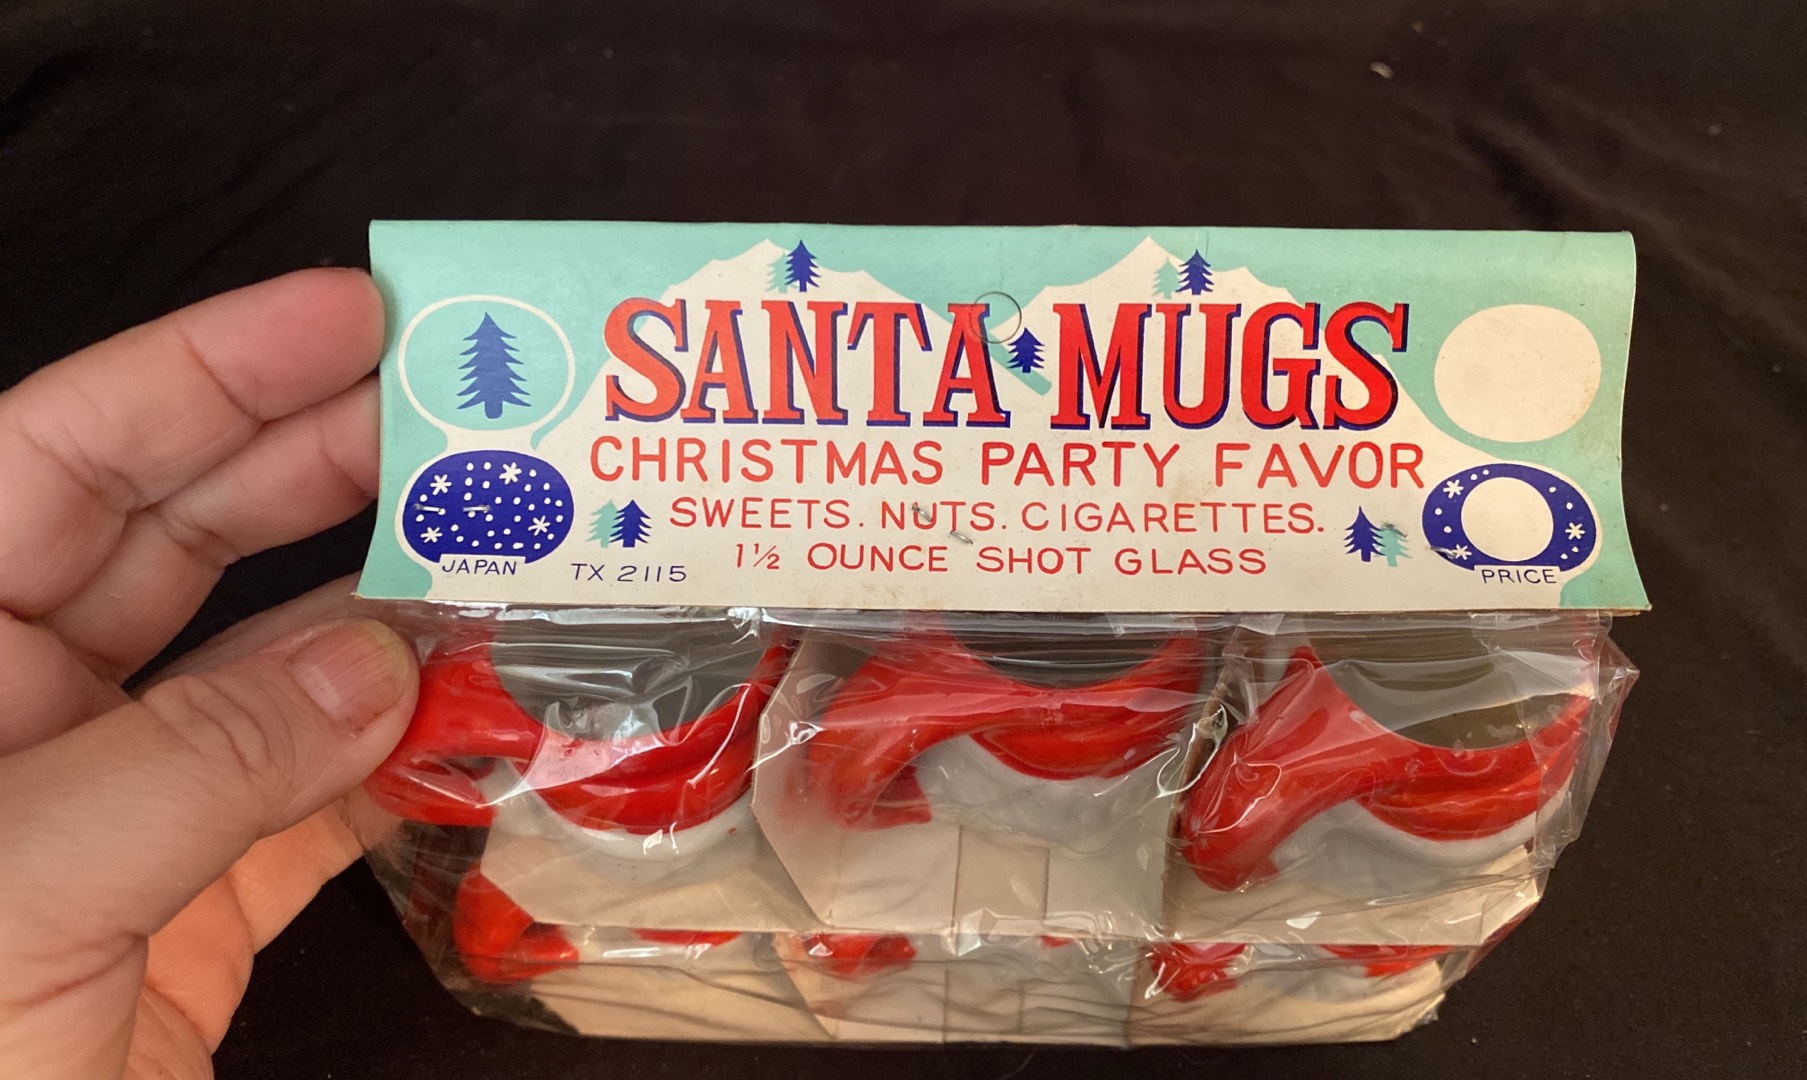 SANTA MUGS
CHRISTMAS PARTY FAVOR
SWEETS. NUTS. CIGARETTES.
1½ OUNCE SHOT GLASS
JAPAN
TX 2115
PRICE